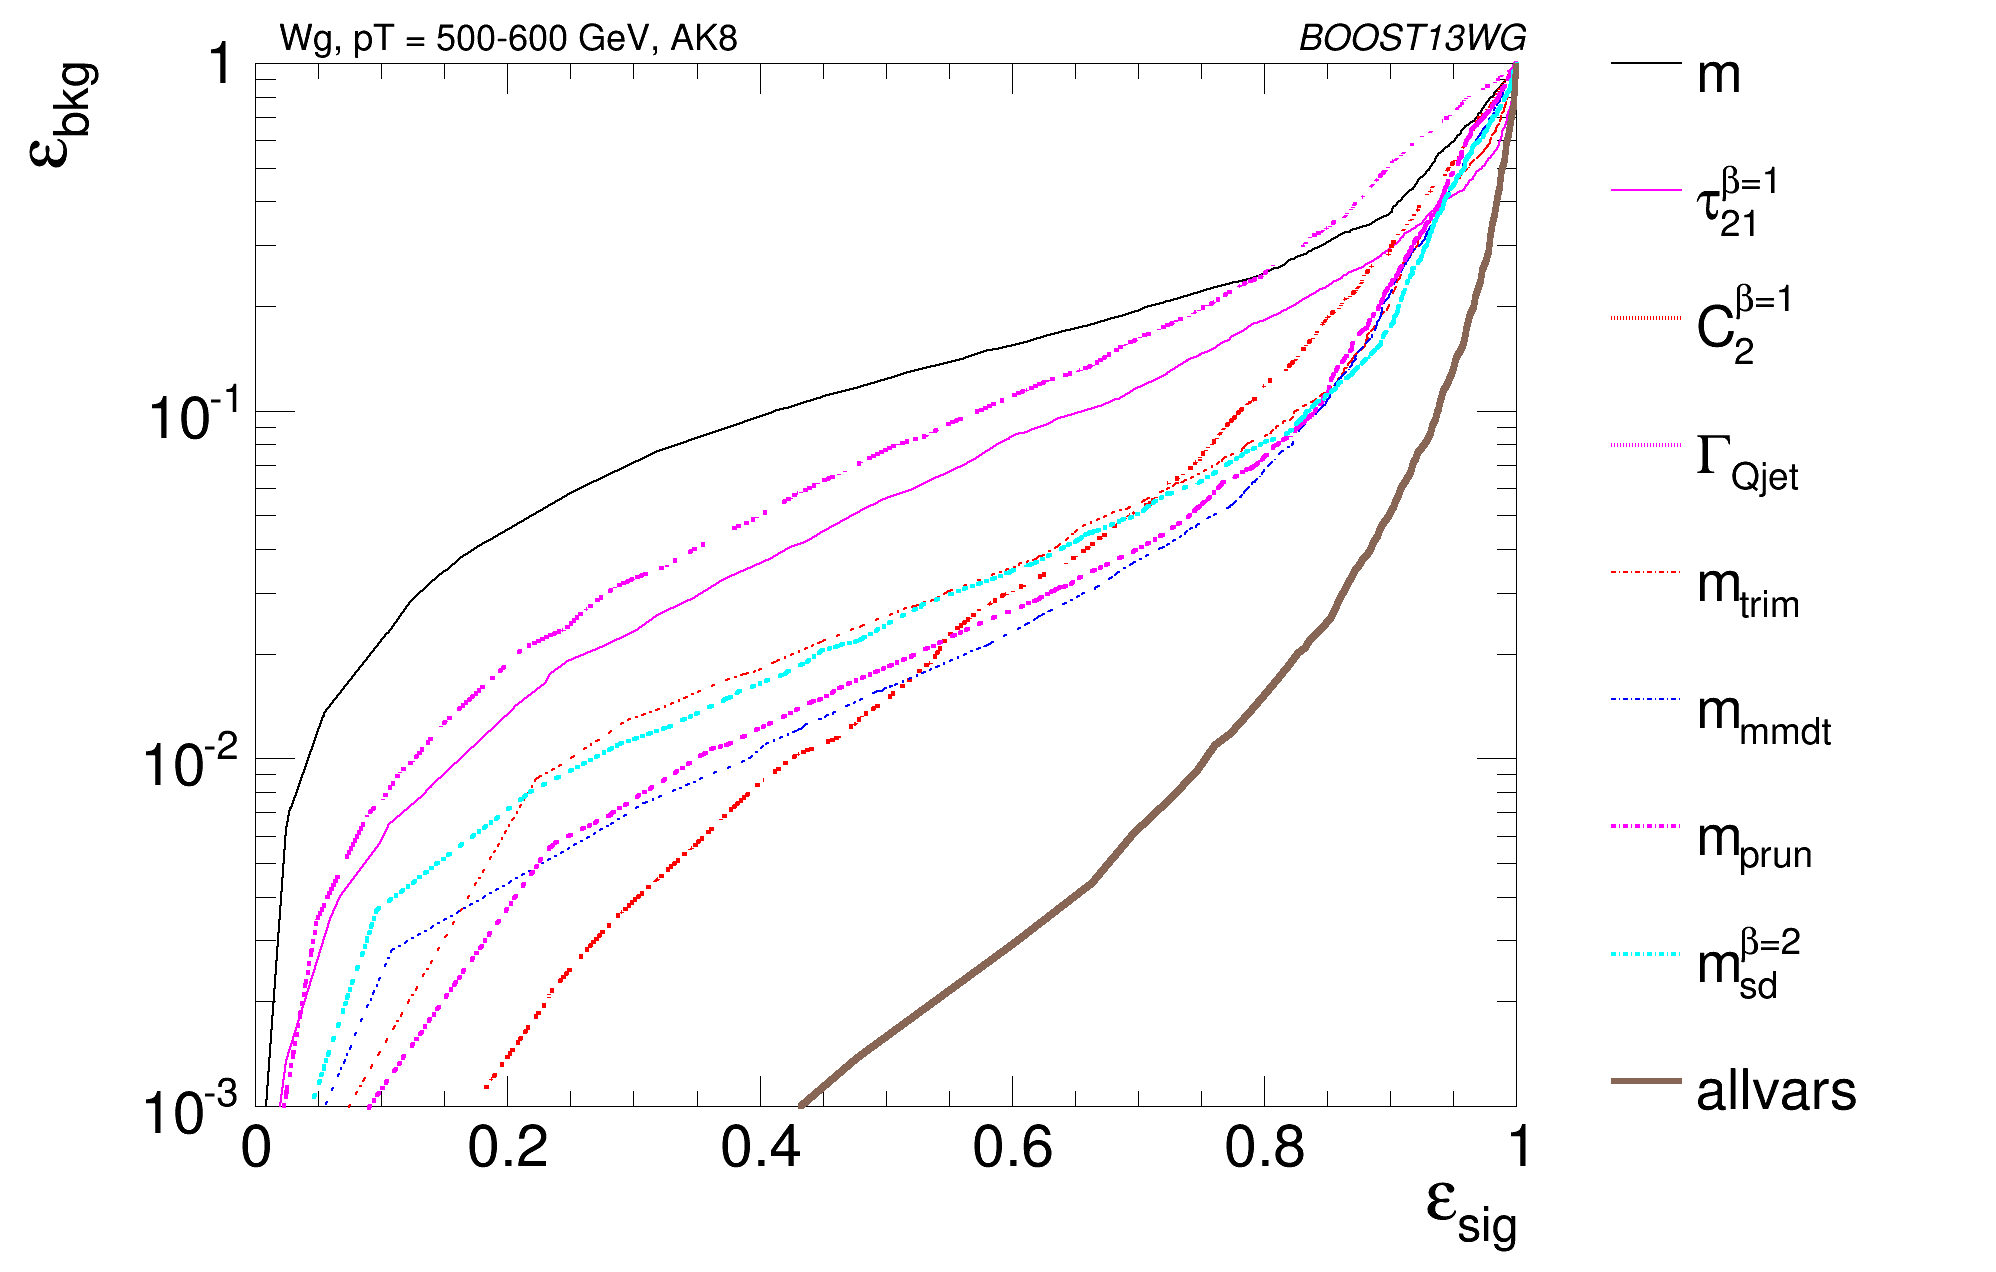 Wg, pT = 500-600 GeV, AK8
BOOST13WG
ε_bkg
1
10^-1
10^-2
10^-3
0 0.2 0.4 0.6 0.8 1
ε_sig
m
τ_21^β=1
C_2^β=1
Γ_Qjet
m_trim
m_mmdt
m_prun
m_sd^β=2
allvars